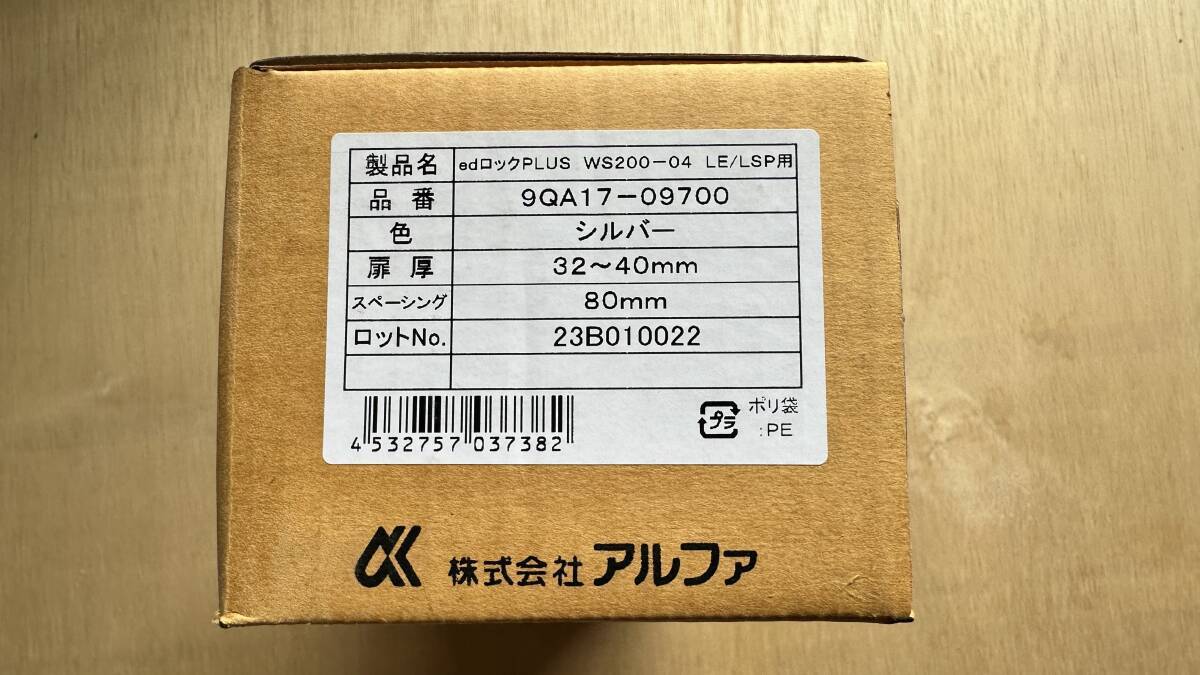 製品名 edロックPLUS WS200-04 LE/LSP用
品番 9QA17-09700
色 シルバー
扉厚 32~40mm
スペーシング 80mm
ロットNo. 23B010022
4 532757 037382
プラ ポリ袋
:PE
株式会社 アルファ